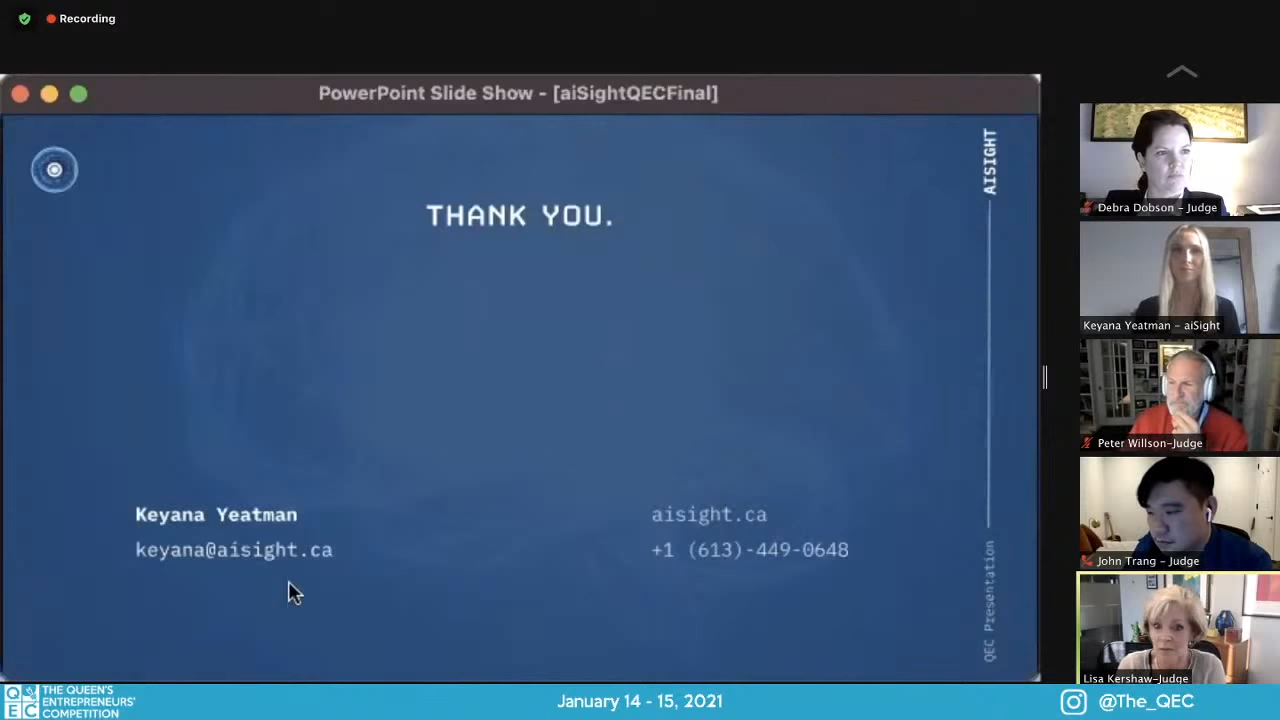 Recording
PowerPoint Slide Show - [aiSightQECFinal]
AISIGHT
THANK YOU.
Keyana Yeatman
keyana@aisight.ca
aisight.ca
+1 (613)-449-0648
QEC Presentation
Debra Dobson - Judge
Keyana Yeatman - aiSight
Peter Willson-Judge
John Trang - Judge
Lisa Kershaw-Judge
QEC
THE QUEEN'S
ENTREPRENEURS'
COMPETITION
January 14 - 15, 2021
@The_QEC